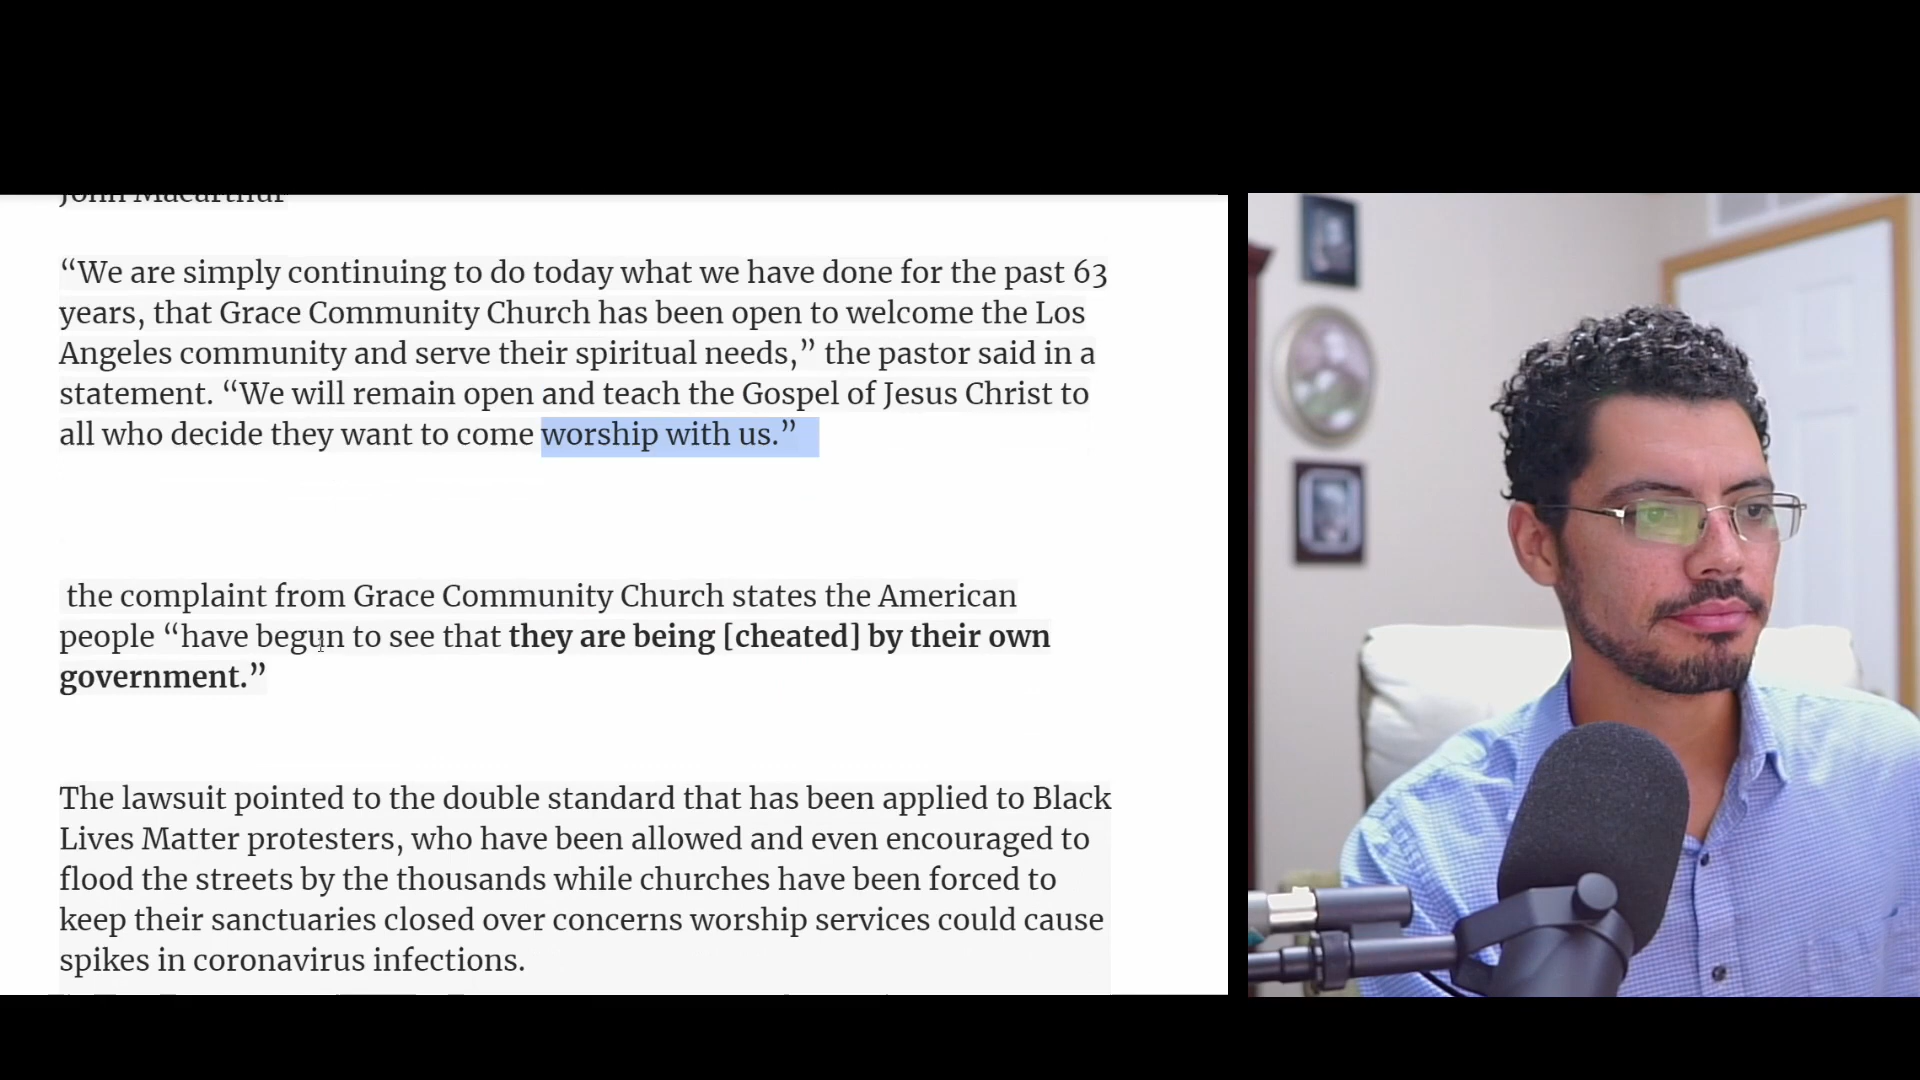 John Macarthur
“We are simply continuing to do today what we have done for the past 63
years, that Grace Community Church has been open to welcome the Los
Angeles community and serve their spiritual needs,” the pastor said in a
statement. “We will remain open and teach the Gospel of Jesus Christ to
all who decide they want to come worship with us.”
the complaint from Grace Community Church states the American
people “have begun to see that they are being [cheated] by their own
government.”
The lawsuit pointed to the double standard that has been applied to Black
Lives Matter protesters, who have been allowed and even encouraged to
flood the streets by the thousands while churches have been forced to
keep their sanctuaries closed over concerns worship services could cause
spikes in coronavirus infections.